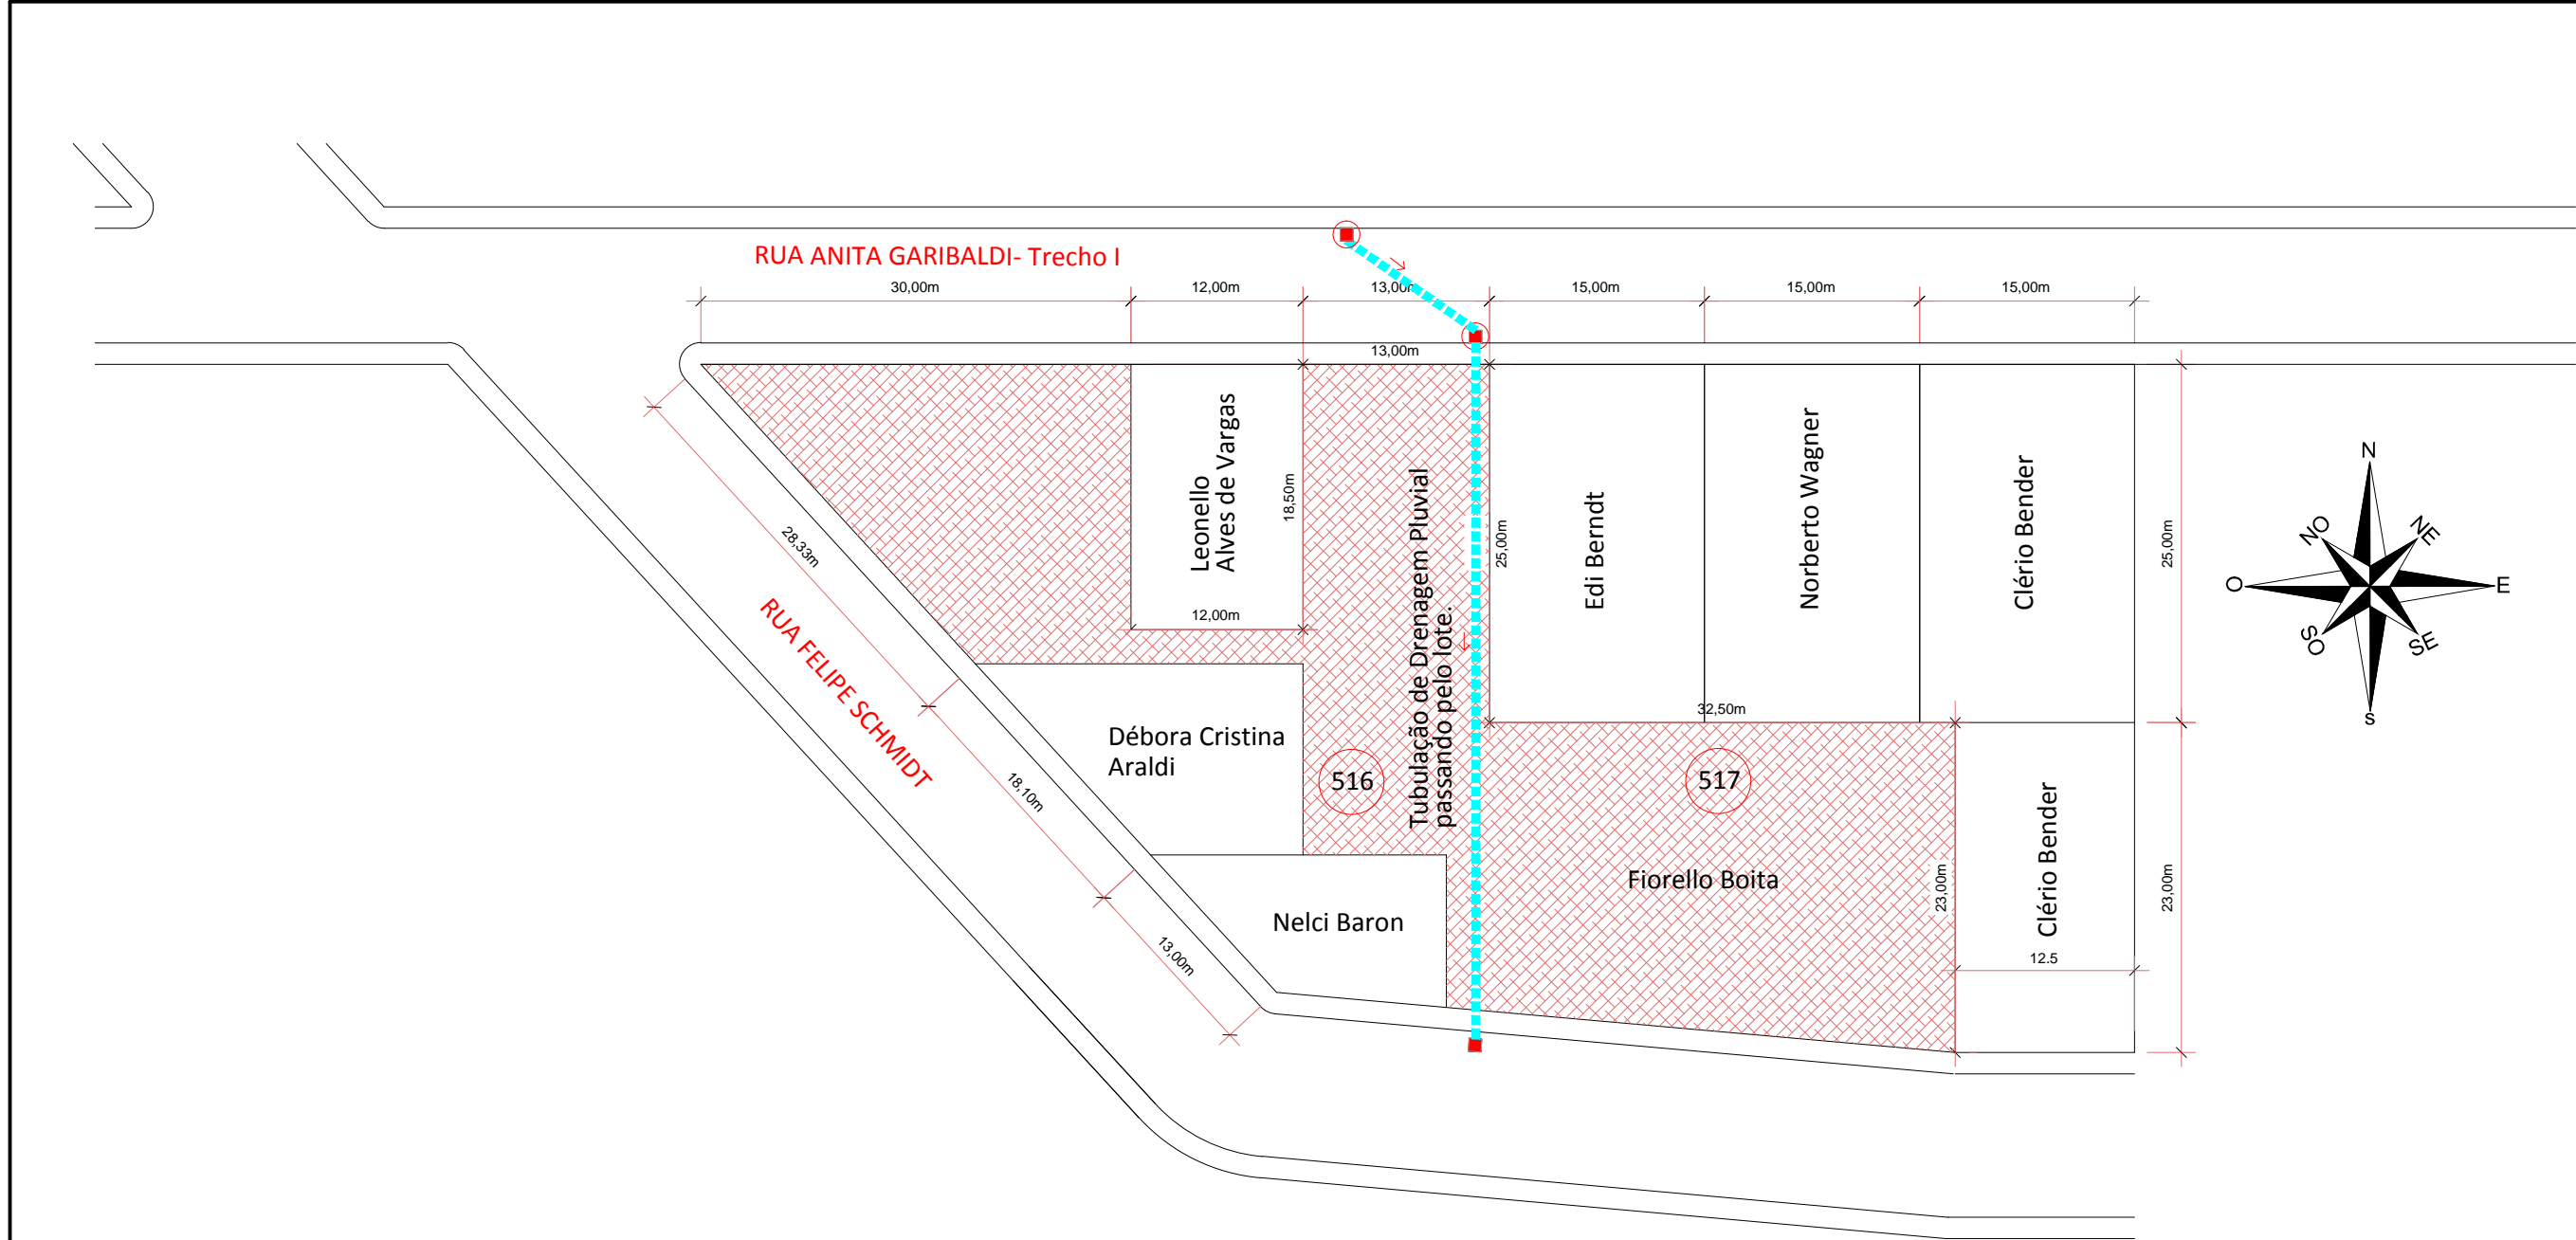 RUA ANITA GARIBALDI- Trecho I
30,00m
12,00m
13,00m
15,00m
15,00m
15,00m
13,00m
Leonello
Alves de Vargas
18,50m
12,00m
Tubulação de Drenagem Pluvial
passando pelo lote.
25,00m
Edi Berndt
Norberto Wagner
Clério Bender
25,00m
N
NE
E
SE
s
SO
O
NO
28,33m
RUA FELIPE SCHMIDT
18,10m
13,00m
Débora Cristina
Araldi
516
32,50m
517
Fiorello Boita
Nelci Baron
23,00m
Clério Bender
12.5
23,00m